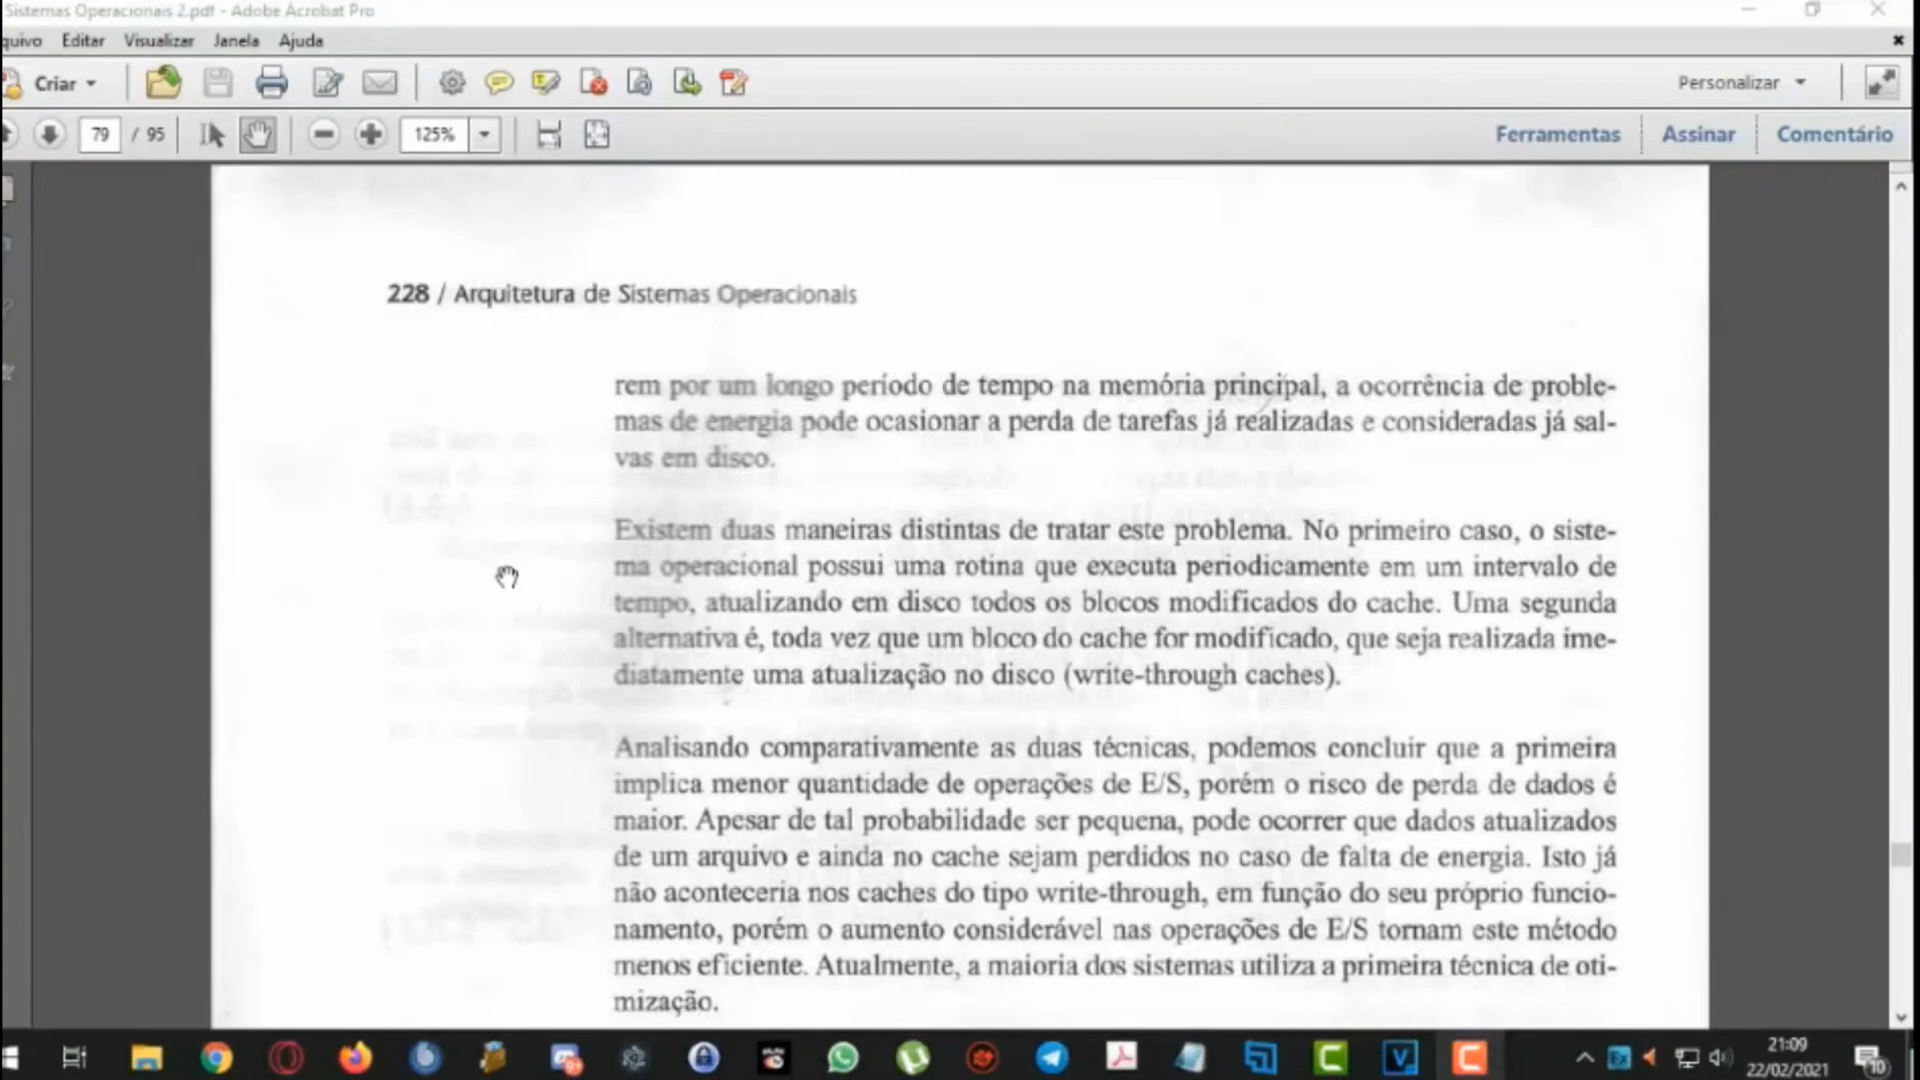 Sistemas Operacionais 2.pdf - Adobe Acrobat Pro
quivo Editar Visualizar Janela Ajuda
Criar
Personalizar
79 / 95
125%
Ferramentas Assinar Comentário
228 / Arquitetura de Sistemas Operacionais
rem por um longo período de tempo na memória principal, a ocorrência de proble-
mas de energia pode ocasionar a perda de tarefas já realizadas e consideradas já sal-
vas em disco.
Existem duas maneiras distintas de tratar este problema. No primeiro caso, o siste-
ma operacional possui uma rotina que executa periodicamente em um intervalo de
tempo, atualizando em disco todos os blocos modificados do cache. Uma segunda
alternativa é, toda vez que um bloco do cache for modificado, que seja realizada ime-
diatamente uma atualização no disco (write-through caches).
Analisando comparativamente as duas técnicas, podemos concluir que a primeira
implica menor quantidade de operações de E/S, porém o risco de perda de dados é
maior. Apesar de tal probabilidade ser pequena, pode ocorrer que dados atualizados
de um arquivo e ainda no cache sejam perdidos no caso de falta de energia. Isto já
não aconteceria nos caches do tipo write-through, em função do seu próprio funcio-
namento, porém o aumento considerável nas operações de E/S tornam este método
menos eficiente. Atualmente, a maioria dos sistemas utiliza a primeira técnica de oti-
mização.
21:09
22/02/2021
10